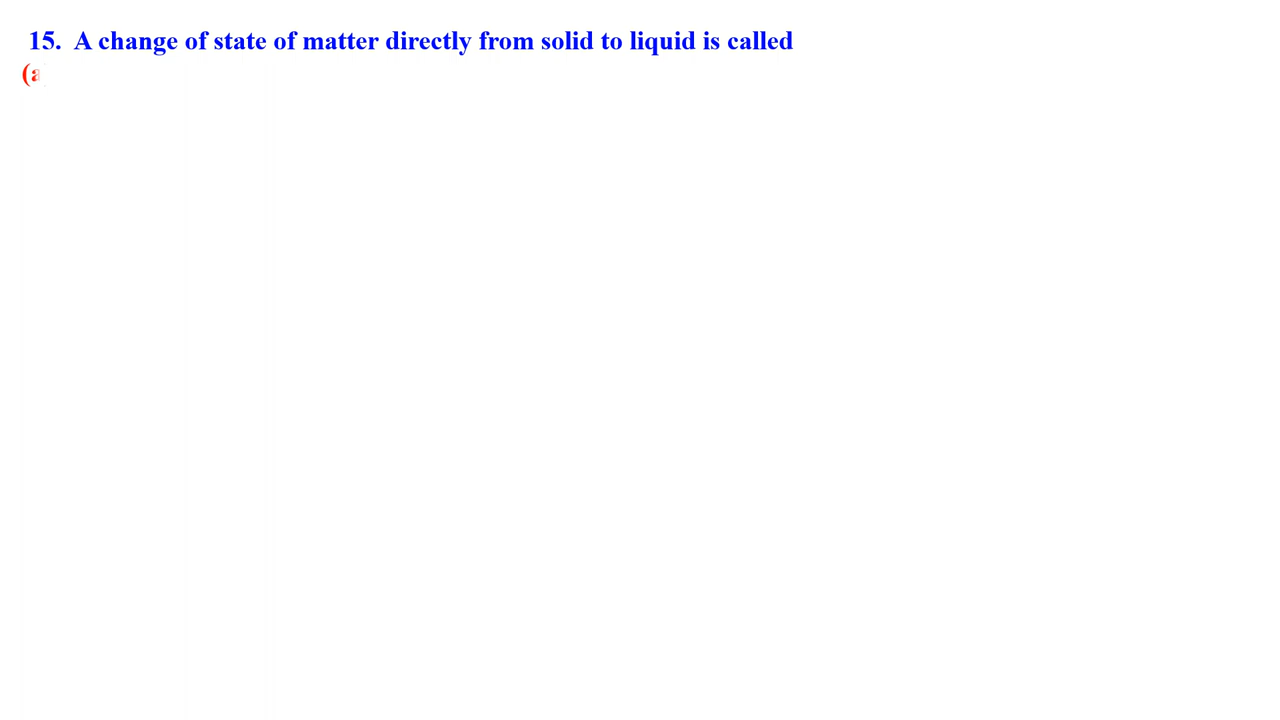 15. A change of state of matter directly from solid to liquid is called
(a